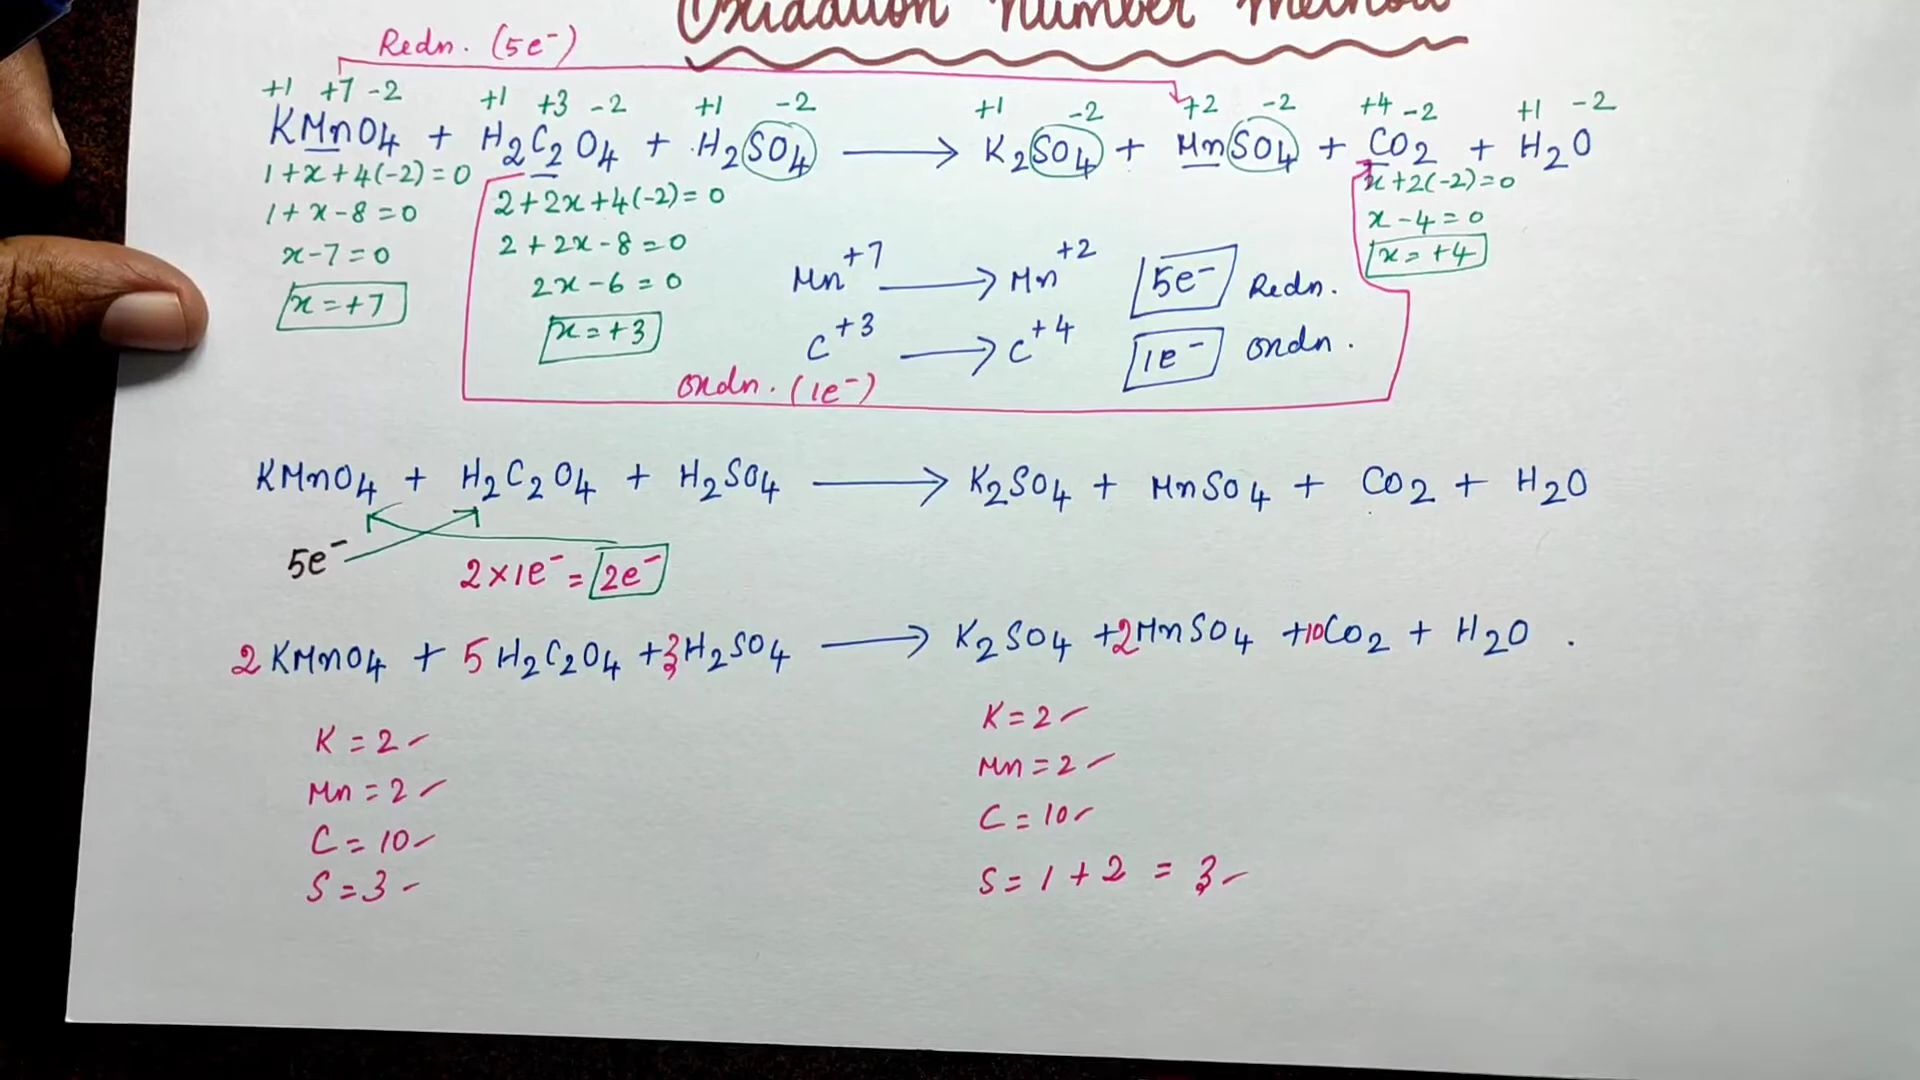 Oxidation Number Method
Redn. (5e⁻)
+1 +7 -2 +1 +3 -2 +1 -2 +1 -2 +2 -2 +4 -2 +1 -2
KMnO₄ + H₂C₂O₄ + H₂SO₄ ⟶ K₂SO₄ + MnSO₄ + CO₂ + H₂O
1+x+4(-2)=0
1+x-8=0
x-7=0
x=+7
2+2x+4(-2)=0
2+2x-8=0
2x-6=0
x=+3
x+2(-2)=0
x-4=0
x=+4
Mn⁺⁷ ⟶ Mn⁺² 5e⁻ Redn.
C⁺³ ⟶ C⁺⁴ 1e⁻ Oxdn.
Oxdn. (1e⁻)
KMnO₄ + H₂C₂O₄ + H₂SO₄ ⟶ K₂SO₄ + MnSO₄ + CO₂ + H₂O
5e⁻ 2×1e⁻ = 2e⁻
2KMnO₄ + 5H₂C₂O₄ + 3H₂SO₄ ⟶ K₂SO₄ + 2MnSO₄ + 10CO₂ + H₂O .
K = 2
Mn = 2
C = 10
S = 3
K = 2
Mn = 2
C = 10
S = 1 + 2 = 3